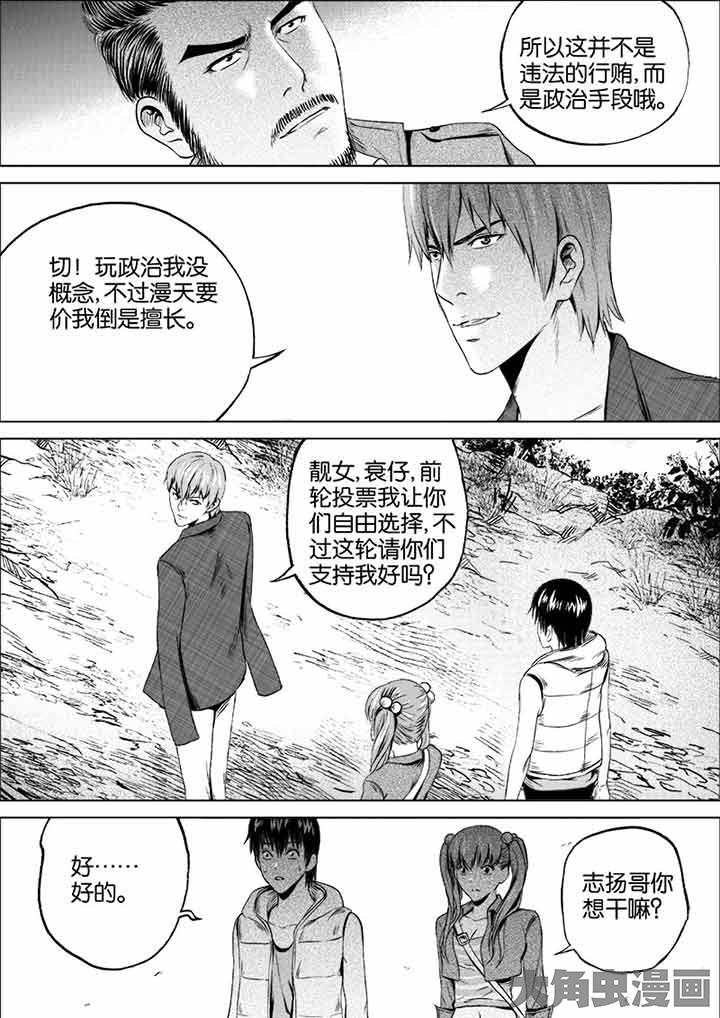 所以这并不是
违法的行贿,而
是政治手段哦。
切！玩政治我没
概念,不过漫天要
价我倒是擅长。
靓女,衰仔,前
轮投票我让你
们自由选择,不
过这轮请你们
支持我好吗？
好……
好的。
志扬哥你
想干嘛？
大角虫漫画